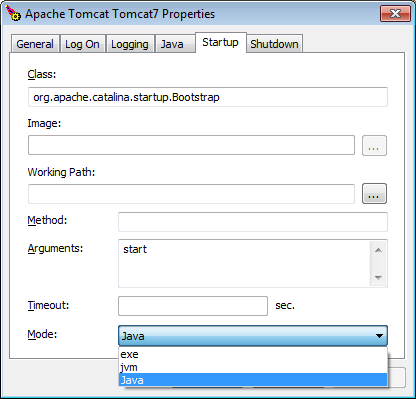 Apache Tomcat Tomcat7 Properties
General Log On Logging Java Startup Shutdown
Class:
org.apache.catalina.startup.Bootstrap
Image:
...
Working Path:
...
Method:
Arguments: start
Timeout: sec.
Mode: Java
exe
jvm
Java